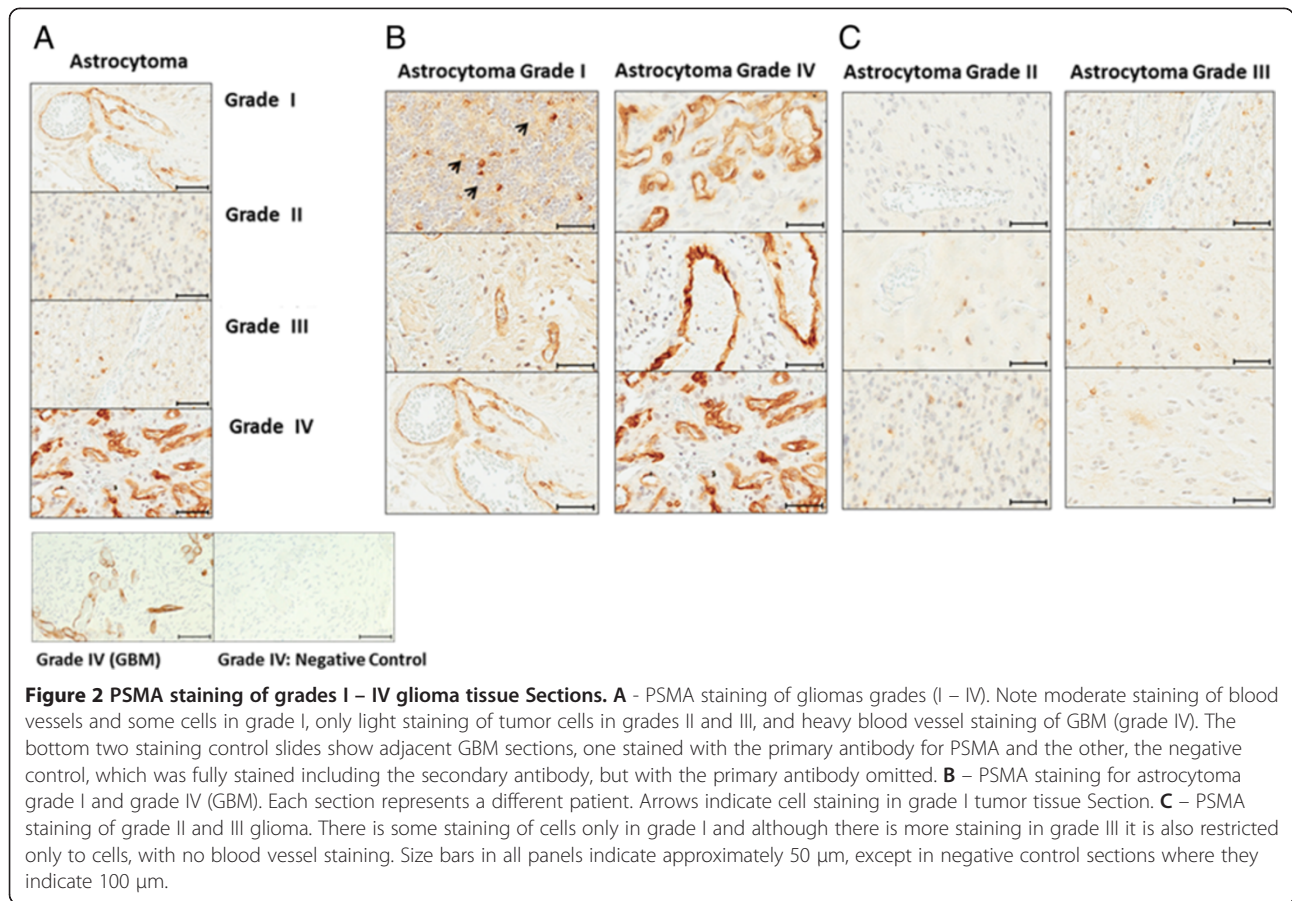 A
Astrocytoma
Grade I
Grade II
Grade III
Grade IV
Grade IV (GBM)
Grade IV: Negative Control
B
Astrocytoma Grade I
Astrocytoma Grade IV
C
Astrocytoma Grade II
Astrocytoma Grade III
Figure 2 PSMA staining of grades I – IV glioma tissue Sections. A - PSMA staining of gliomas grades (I – IV). Note moderate staining of blood
vessels and some cells in grade I, only light staining of tumor cells in grades II and III, and heavy blood vessel staining of GBM (grade IV). The
bottom two staining control slides show adjacent GBM sections, one stained with the primary antibody for PSMA and the other, the negative
control, which was fully stained including the secondary antibody, but with the primary antibody omitted. B – PSMA staining for astrocytoma
grade I and grade IV (GBM). Each section represents a different patient. Arrows indicate cell staining in grade I tumor tissue Section. C – PSMA
staining of grade II and III glioma. There is some staining of cells only in grade I and although there is more staining in grade III it is also restricted
only to cells, with no blood vessel staining. Size bars in all panels indicate approximately 50 μm, except in negative control sections where they
indicate 100 μm.